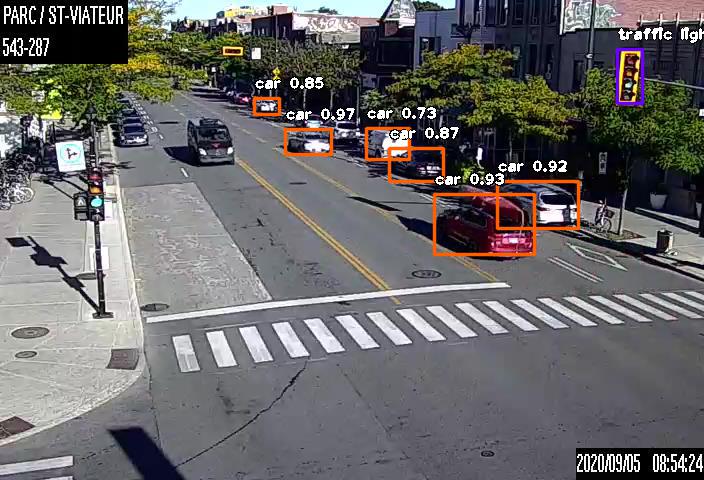 PARC / ST-VIATEUR
543-287
traffic ligh
car 0.85
car 0.97
car 0.73
car 0.87
car 0.92
car 0.93
2020/09/05 08:54:24